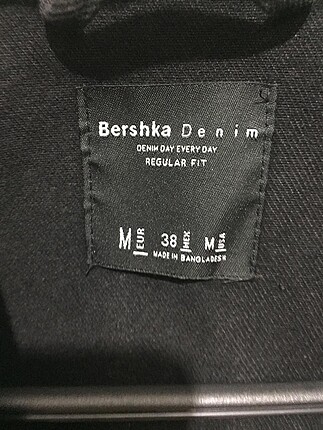 Bershka Denim
DENIM DAY EVERY DAY
REGULAR FIT
M EUR 38 MEX M USA
MADE IN BANGLADESH